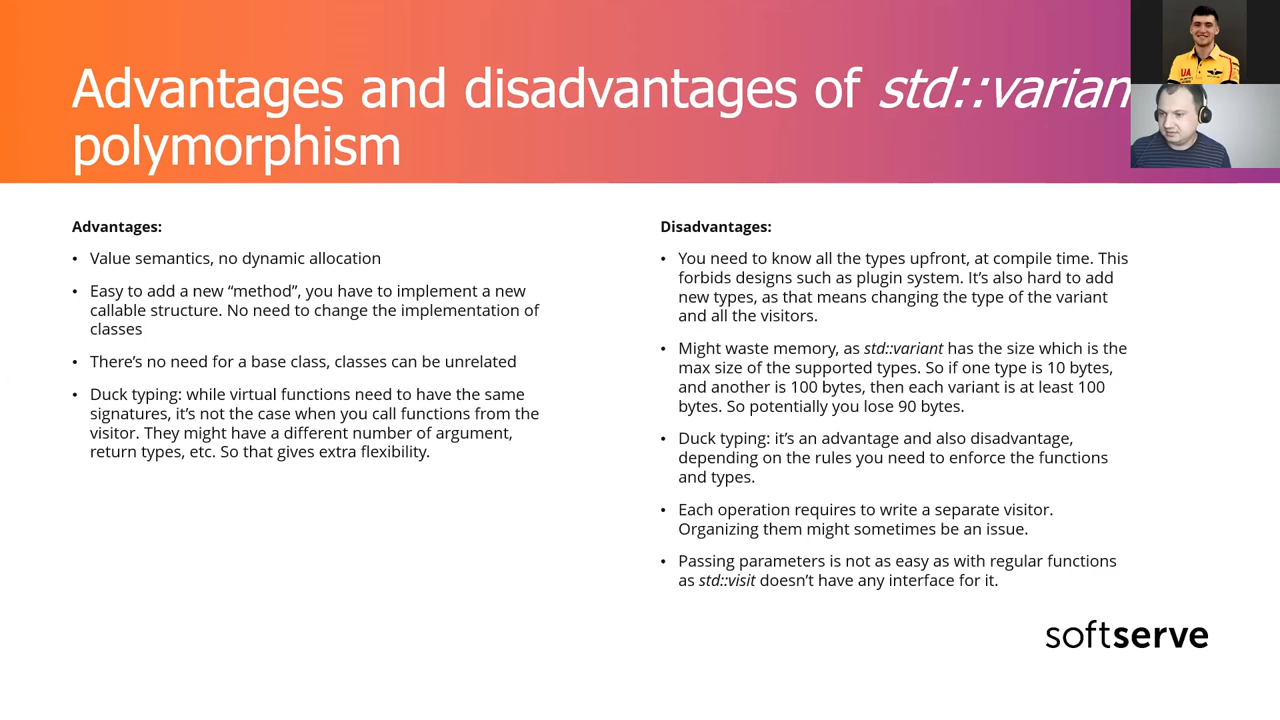 Advantages and disadvantages of std::varian
polymorphism
UA
Advantages:
• Value semantics, no dynamic allocation
• Easy to add a new “method”, you have to implement a new
callable structure. No need to change the implementation of
classes
• There’s no need for a base class, classes can be unrelated
• Duck typing: while virtual functions need to have the same
signatures, it’s not the case when you call functions from the
visitor. They might have a different number of argument,
return types, etc. So that gives extra flexibility.
Disadvantages:
• You need to know all the types upfront, at compile time. This
forbids designs such as plugin system. It’s also hard to add
new types, as that means changing the type of the variant
and all the visitors.
• Might waste memory, as std::variant has the size which is the
max size of the supported types. So if one type is 10 bytes,
and another is 100 bytes, then each variant is at least 100
bytes. So potentially you lose 90 bytes.
• Duck typing: it’s an advantage and also disadvantage,
depending on the rules you need to enforce the functions
and types.
• Each operation requires to write a separate visitor.
Organizing them might sometimes be an issue.
• Passing parameters is not as easy as with regular functions
as std::visit doesn’t have any interface for it.
softserve